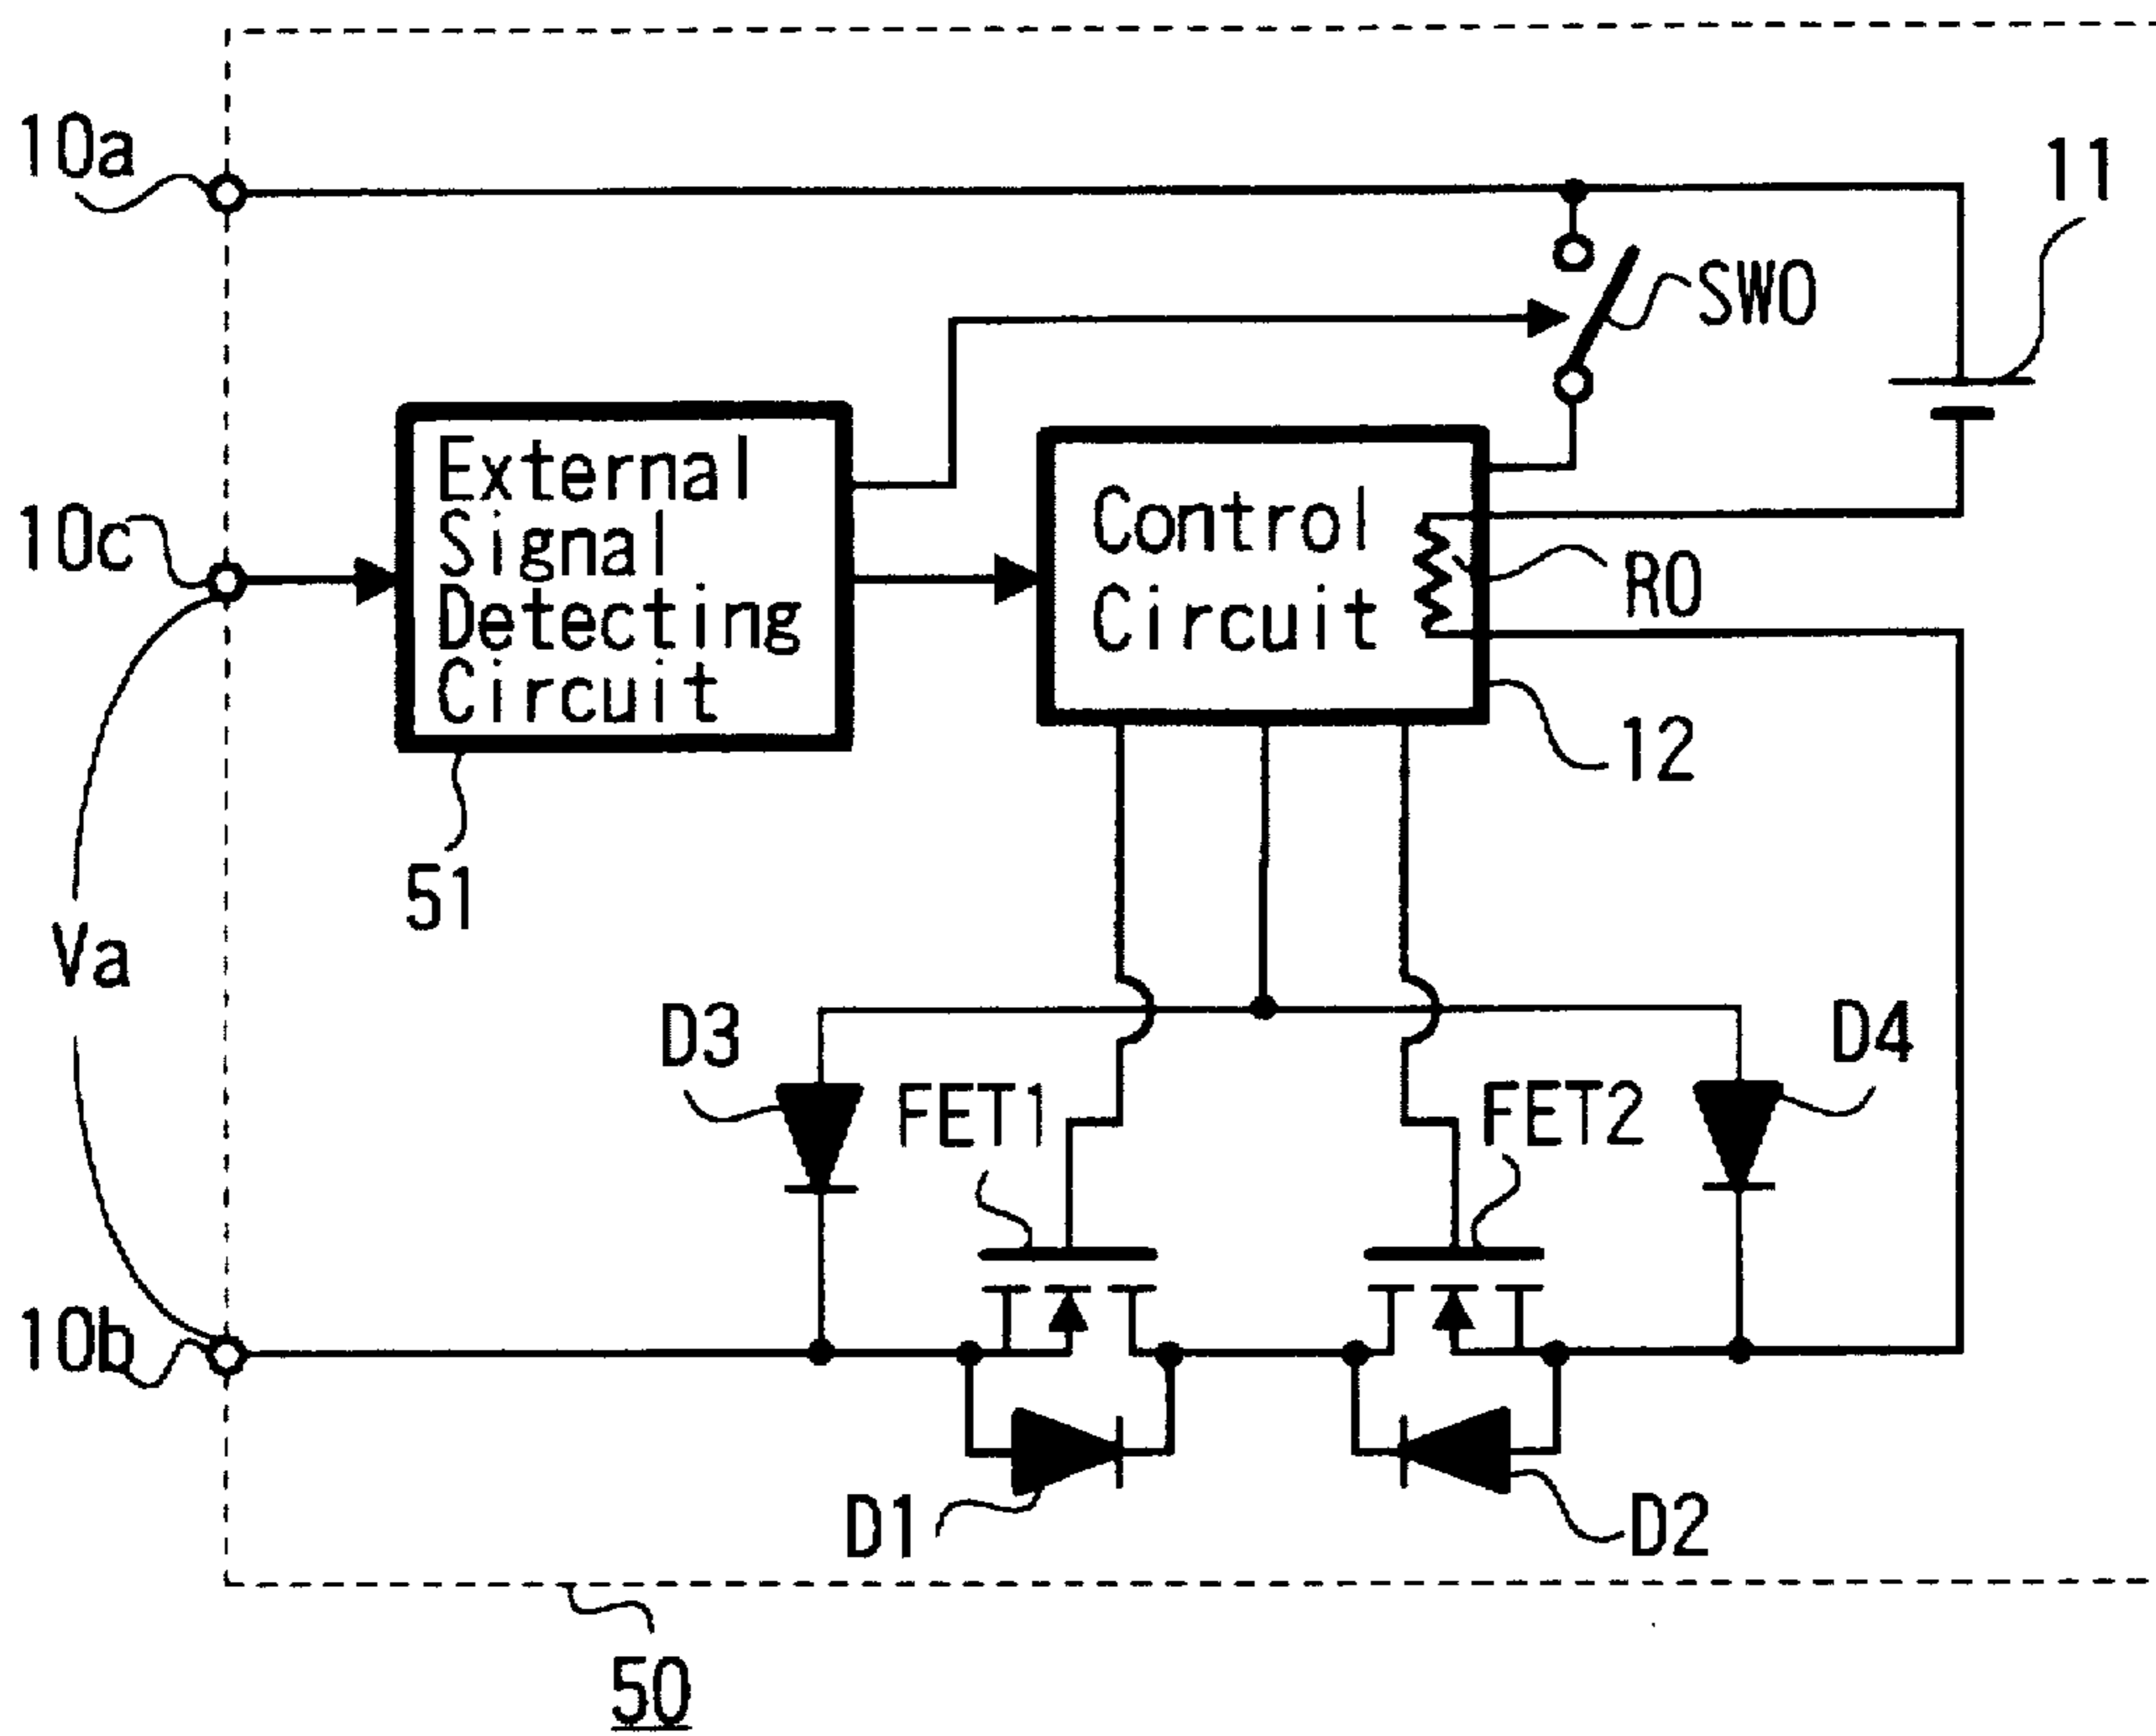 10a
11
SW0
10c
External
Signal
Detecting
Circuit
Control
Circuit
R0
12
51
Va
D3
D4
FET1
FET2
10b
D1
D2
50